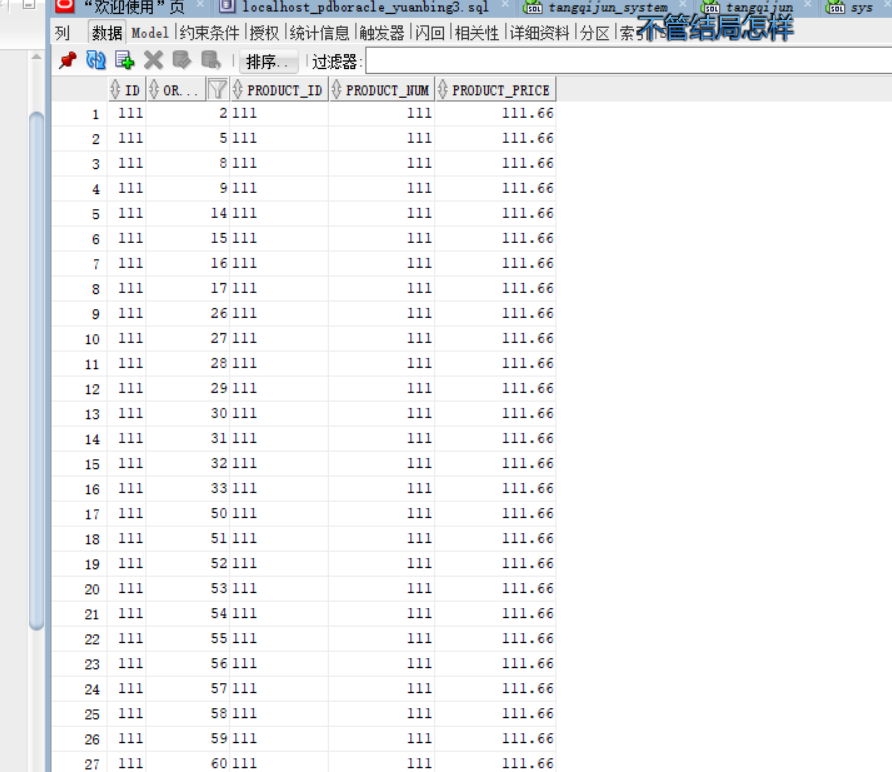 “欢迎使用”页 localhost_pdboracle_yuanbing3.sql tangqijun_system tangqijun sys
不管结局怎样
列 数据 Model 约束条件 授权 统计信息 触发器 闪回 相关性 详细资料 分区
排序.. 过滤器:
ID OR... PRODUCT_ID PRODUCT_NUM PRODUCT_PRICE
1 111 2 111 111 111.66
2 111 5 111 111 111.66
3 111 8 111 111 111.66
4 111 9 111 111 111.66
5 111 14 111 111 111.66
6 111 15 111 111 111.66
7 111 16 111 111 111.66
8 111 17 111 111 111.66
9 111 26 111 111 111.66
10 111 27 111 111 111.66
11 111 28 111 111 111.66
12 111 29 111 111 111.66
13 111 30 111 111 111.66
14 111 31 111 111 111.66
15 111 32 111 111 111.66
16 111 33 111 111 111.66
17 111 50 111 111 111.66
18 111 51 111 111 111.66
19 111 52 111 111 111.66
20 111 53 111 111 111.66
21 111 54 111 111 111.66
22 111 55 111 111 111.66
23 111 56 111 111 111.66
24 111 57 111 111 111.66
25 111 58 111 111 111.66
26 111 59 111 111 111.66
27 111 60 111 111 111.66